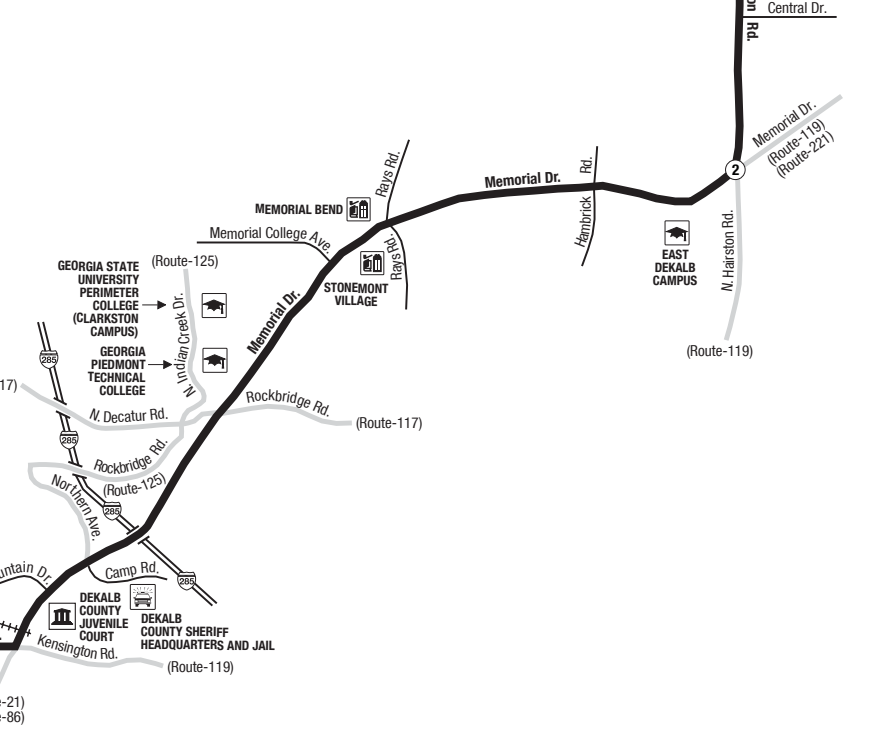 Central Dr.
on Rd.
Memorial Dr.
(Route-119)
(Route-221)
2
Rays Rd.
Memorial Dr.
Hambrick Rd.
MEMORIAL BEND
Memorial College Ave.
Rays Rd.
STONEMONT
VILLAGE
EAST
DEKALB
CAMPUS
N. Hairston Rd.
(Route-119)
GEORGIA STATE
UNIVERSITY
PERIMETER
COLLEGE
(CLARKSTON
CAMPUS)
(Route-125)
N. Indian Creek Dr.
Memorial Dr.
GEORGIA
PIEDMONT
TECHNICAL
COLLEGE
285
17)
N. Decatur Rd.
Rockbridge Rd.
(Route-117)
285
Rockbridge Rd.
(Route-125)
Northern Ave.
285
untain Dr.
Camp Rd.
285
DEKALB
COUNTY
JUVENILE
COURT
DEKALB
COUNTY SHERIFF
HEADQUARTERS AND JAIL
Kensington Rd.
(Route-119)
e-21)
e-86)